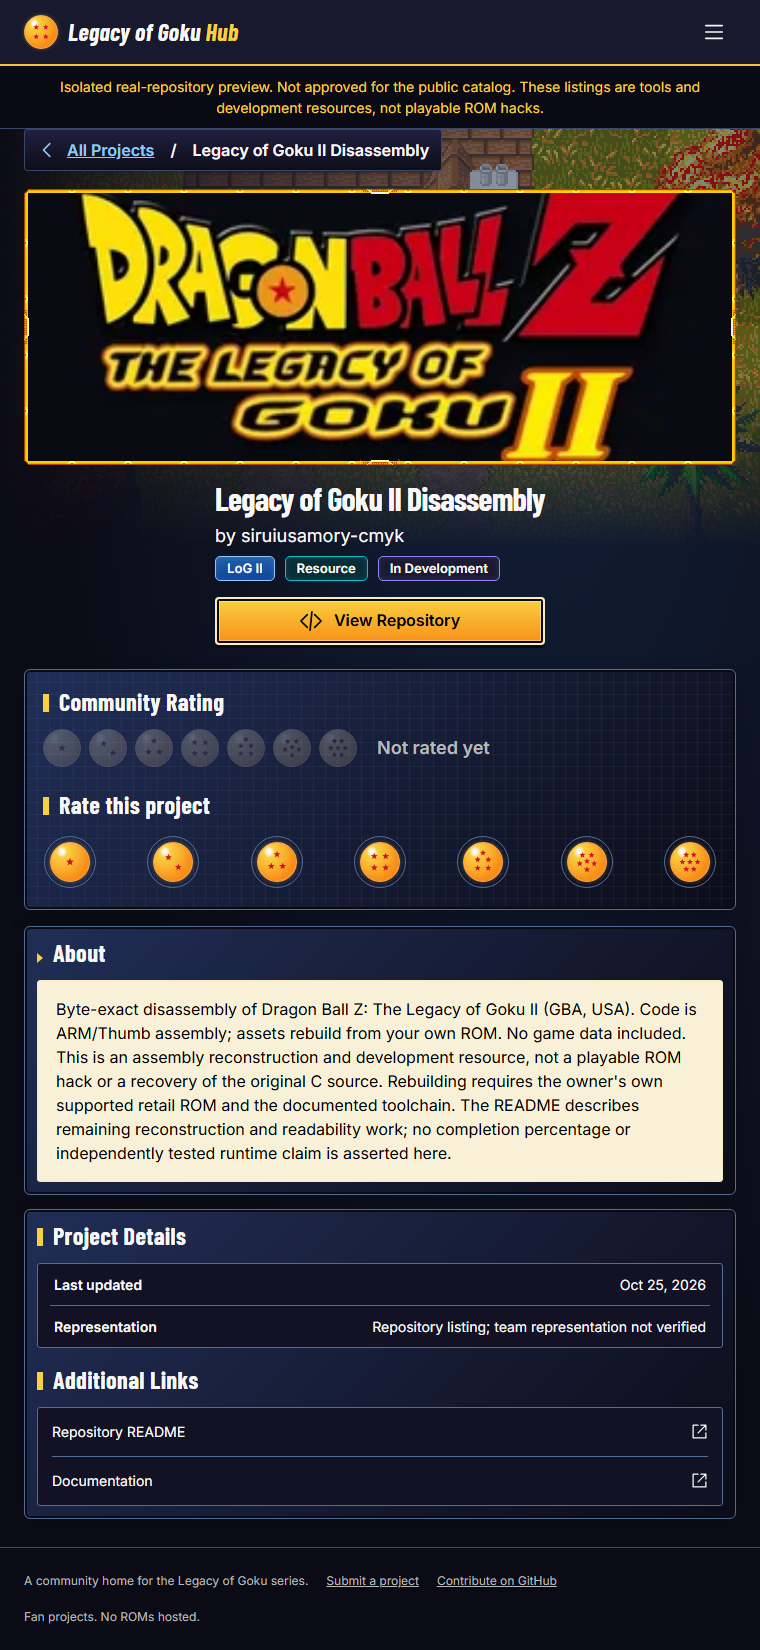 Legacy of Goku Hub
Isolated real-repository preview. Not approved for the public catalog. These listings are tools and
development resources, not playable ROM hacks.
All Projects / Legacy of Goku II Disassembly
DRAGON BALL Z
THE LEGACY OF
GOKU II
Legacy of Goku II Disassembly
by siruiusamory-cmyk
LoG II Resource In Development
View Repository
Community Rating
Not rated yet
Rate this project
About
Byte-exact disassembly of Dragon Ball Z: The Legacy of Goku II (GBA, USA). Code is
ARM/Thumb assembly; assets rebuild from your own ROM. No game data included.
This is an assembly reconstruction and development resource, not a playable ROM
hack or a recovery of the original C source. Rebuilding requires the owner's own
supported retail ROM and the documented toolchain. The README describes
remaining reconstruction and readability work; no completion percentage or
independently tested runtime claim is asserted here.
Project Details
Last updated Oct 25, 2026
Representation Repository listing; team representation not verified
Additional Links
Repository README
Documentation
A community home for the Legacy of Goku series. Submit a project Contribute on GitHub
Fan projects. No ROMs hosted.